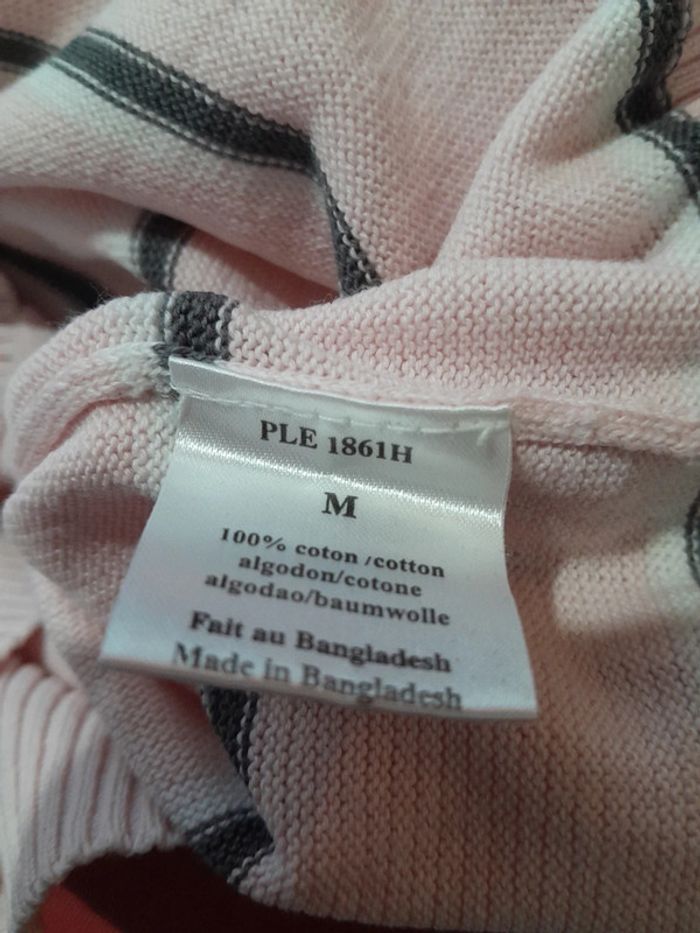 PLE 1861H
M
100% coton /cotton
algodon/cotone
algodao/baumwolle
Fait au Bangladesh
Made in Bangladesh